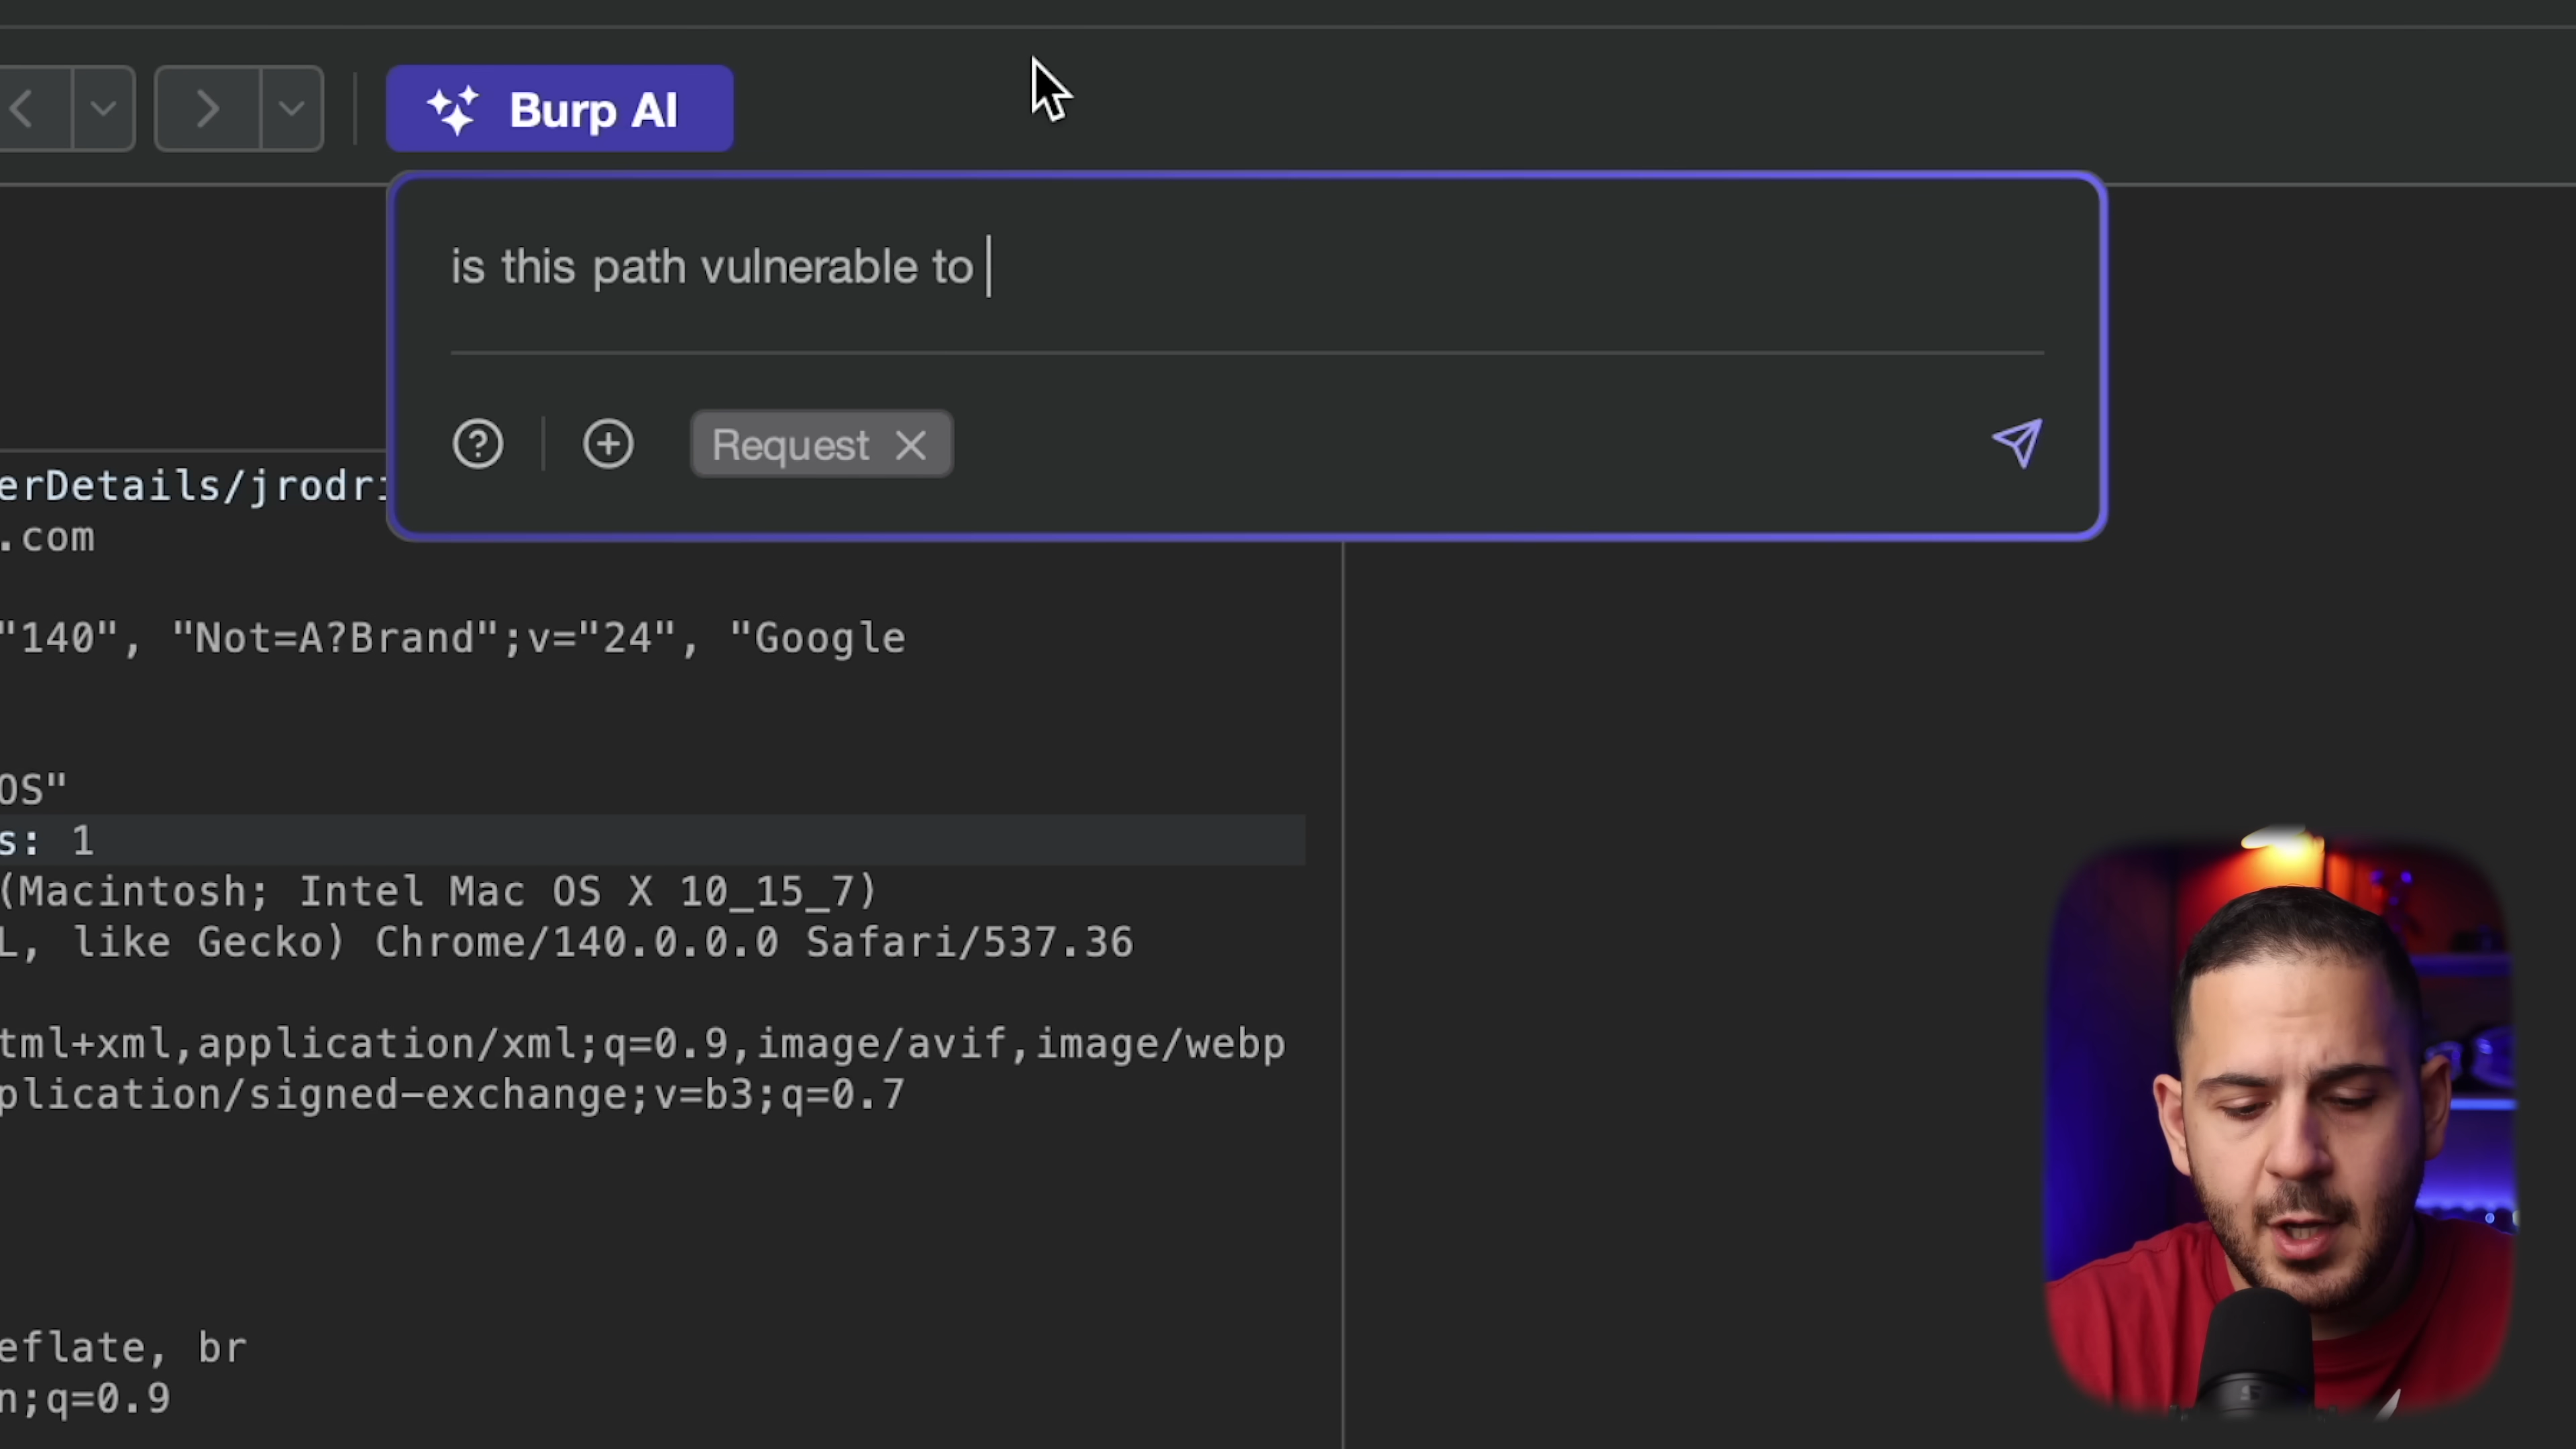 Burp AI
is this path vulnerable to
Request
erDetails/jrodri
.com
"140", "Not=A?Brand";v="24", "Google
OS"
s: 1
(Macintosh; Intel Mac OS X 10_15_7)
L, like Gecko) Chrome/140.0.0.0 Safari/537.36
tml+xml,application/xml;q=0.9,image/avif,image/webp
plication/signed-exchange;v=b3;q=0.7
eflate, br
n;q=0.9